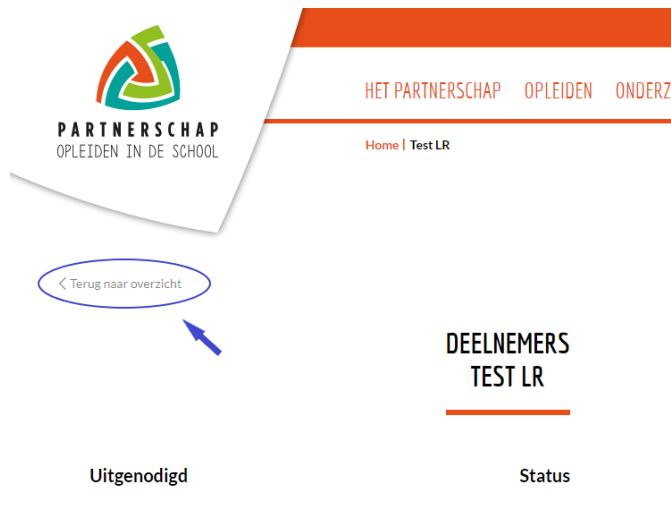 PARTNERSCHAP
OPLEIDEN IN DE SCHOOL
HET PARTNERSCHAP OPLEIDEN ONDERZ
Home | Test LR
< Terug naar overzicht
DEELNEMERS
TEST LR
Uitgenodigd Status